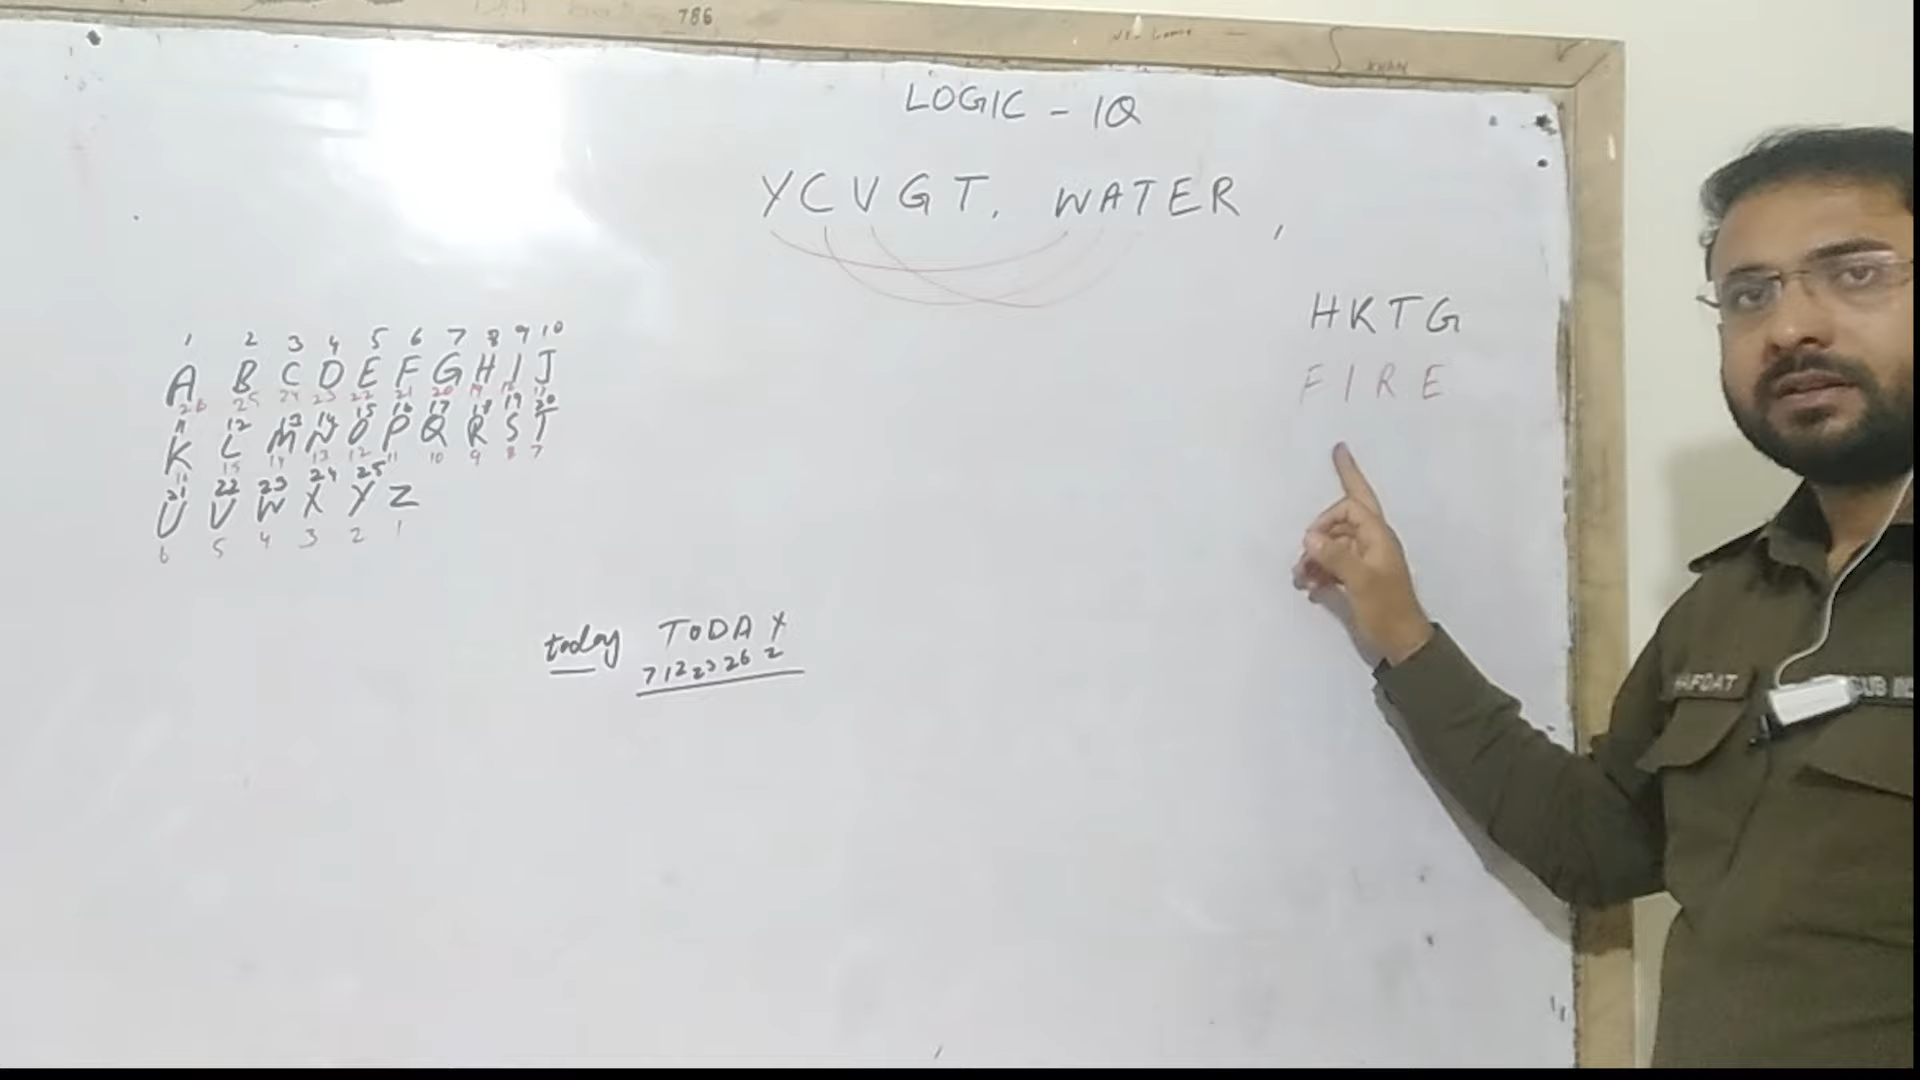 786
KHAN
LOGIC - IQ
YCVGT, WATER,
HKTG
FIRE
1 2 3 4 5 6 7 8 9 10
A B C D E F G H I J
26 25 24 23 22 21 20 19 18 17
11 12 13 14 15 16 17 18 19 20
K L M N O P Q R S T
16 15 14 13 12 11 10 9 8 7
21 22 23 24 25
U V W X Y Z
6 5 4 3 2 1
today TODAY
7 12 23 26 2
SUB